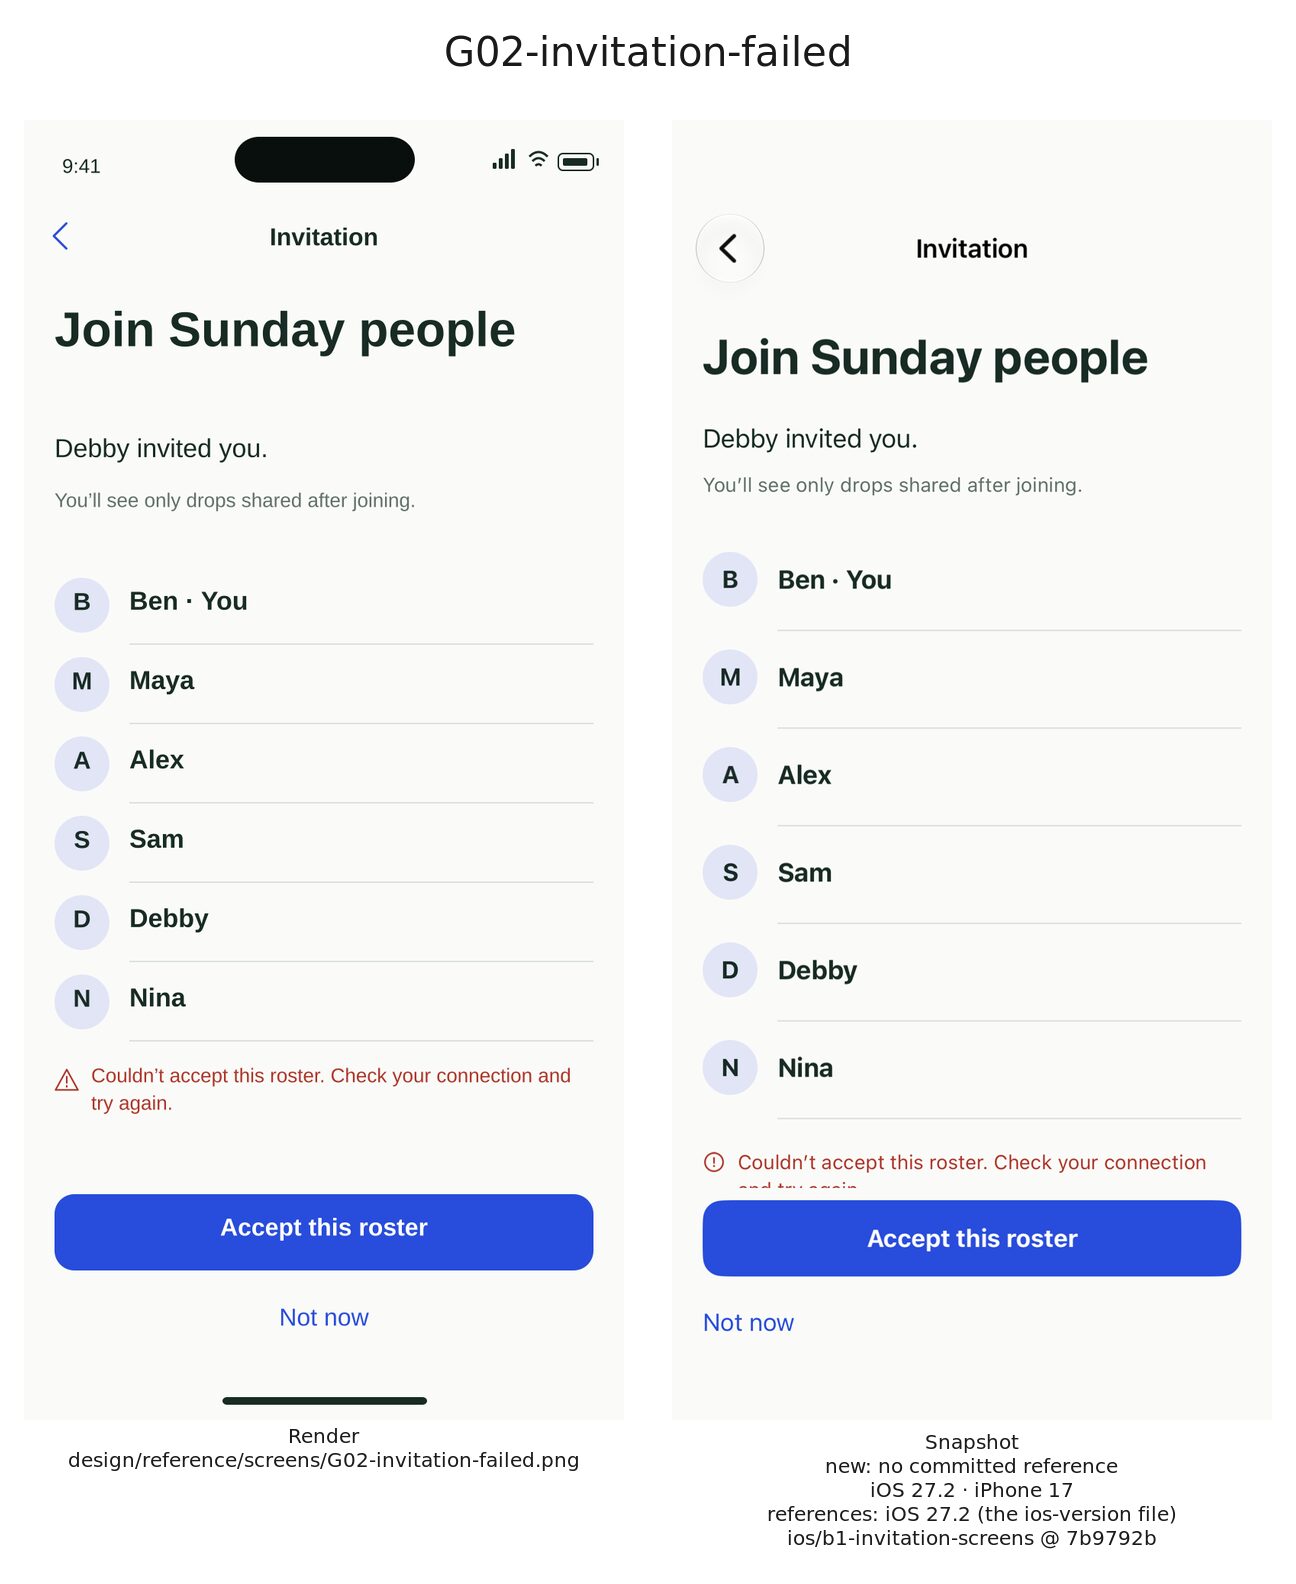 G02-invitation-failed
9:41
Invitation
Join Sunday people
Debby invited you.
You’ll see only drops shared after joining.
B
Ben · You
M
Maya
A
Alex
S
Sam
D
Debby
N
Nina
Couldn’t accept this roster. Check your connection and
try again.
Accept this roster
Not now
Render
design/reference/screens/G02-invitation-failed.png
Invitation
Join Sunday people
Debby invited you.
You’ll see only drops shared after joining.
B
Ben · You
M
Maya
A
Alex
S
Sam
D
Debby
N
Nina
Couldn’t accept this roster. Check your connection
and try again.
Accept this roster
Not now
Snapshot
new: no committed reference
iOS 27.2 · iPhone 17
references: iOS 27.2 (the ios-version file)
ios/b1-invitation-screens @ 7b9792b